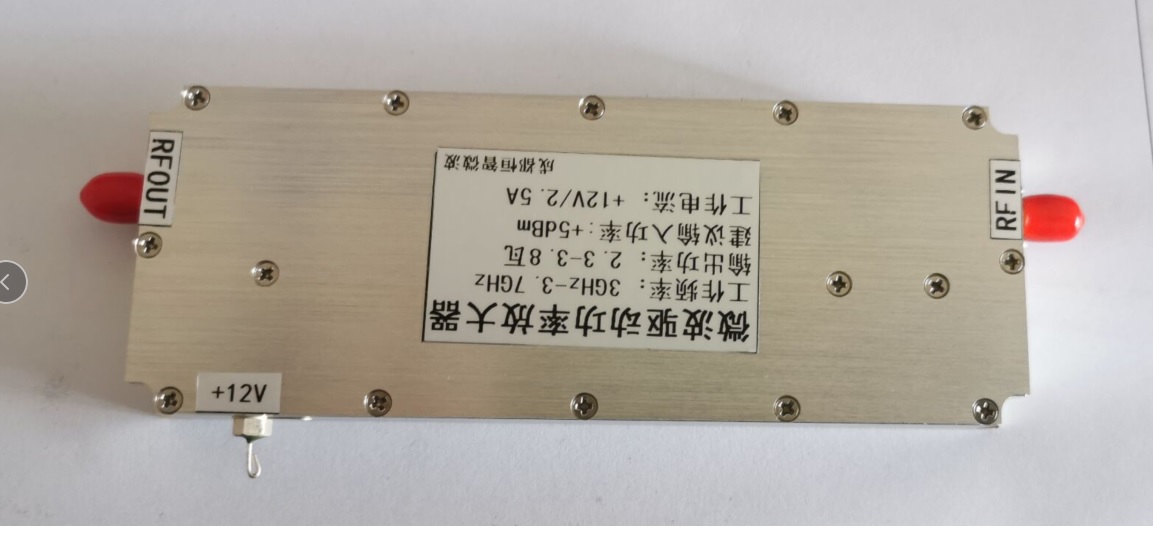 微波驱动功率放大器
工作频率: 3GHz-3.7GHz
输出功率: 2.3-3.8瓦
建议输入功率:+5dBm
工作电流: +12V/2.5A
成都恒智微波
RFOUT
RF IN
+12V